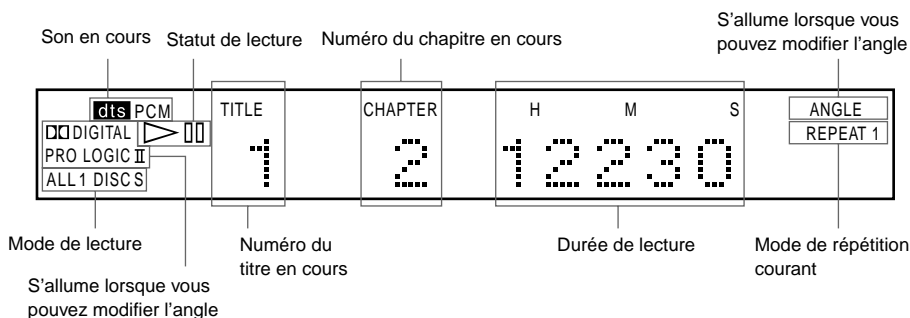 S'allume lorsque vous
pouvez modifier l'angle
Son en cours
Statut de lecture
Numéro du chapitre en cours
dts PCM
DIGITAL
PRO LOGIC II
ALL 1 DISC S
TITLE
1
CHAPTER
2
H M S
12230
ANGLE
REPEAT 1
Mode de lecture
Numéro du
titre en cours
Durée de lecture
Mode de répétition
courant
S'allume lorsque vous
pouvez modifier l'angle